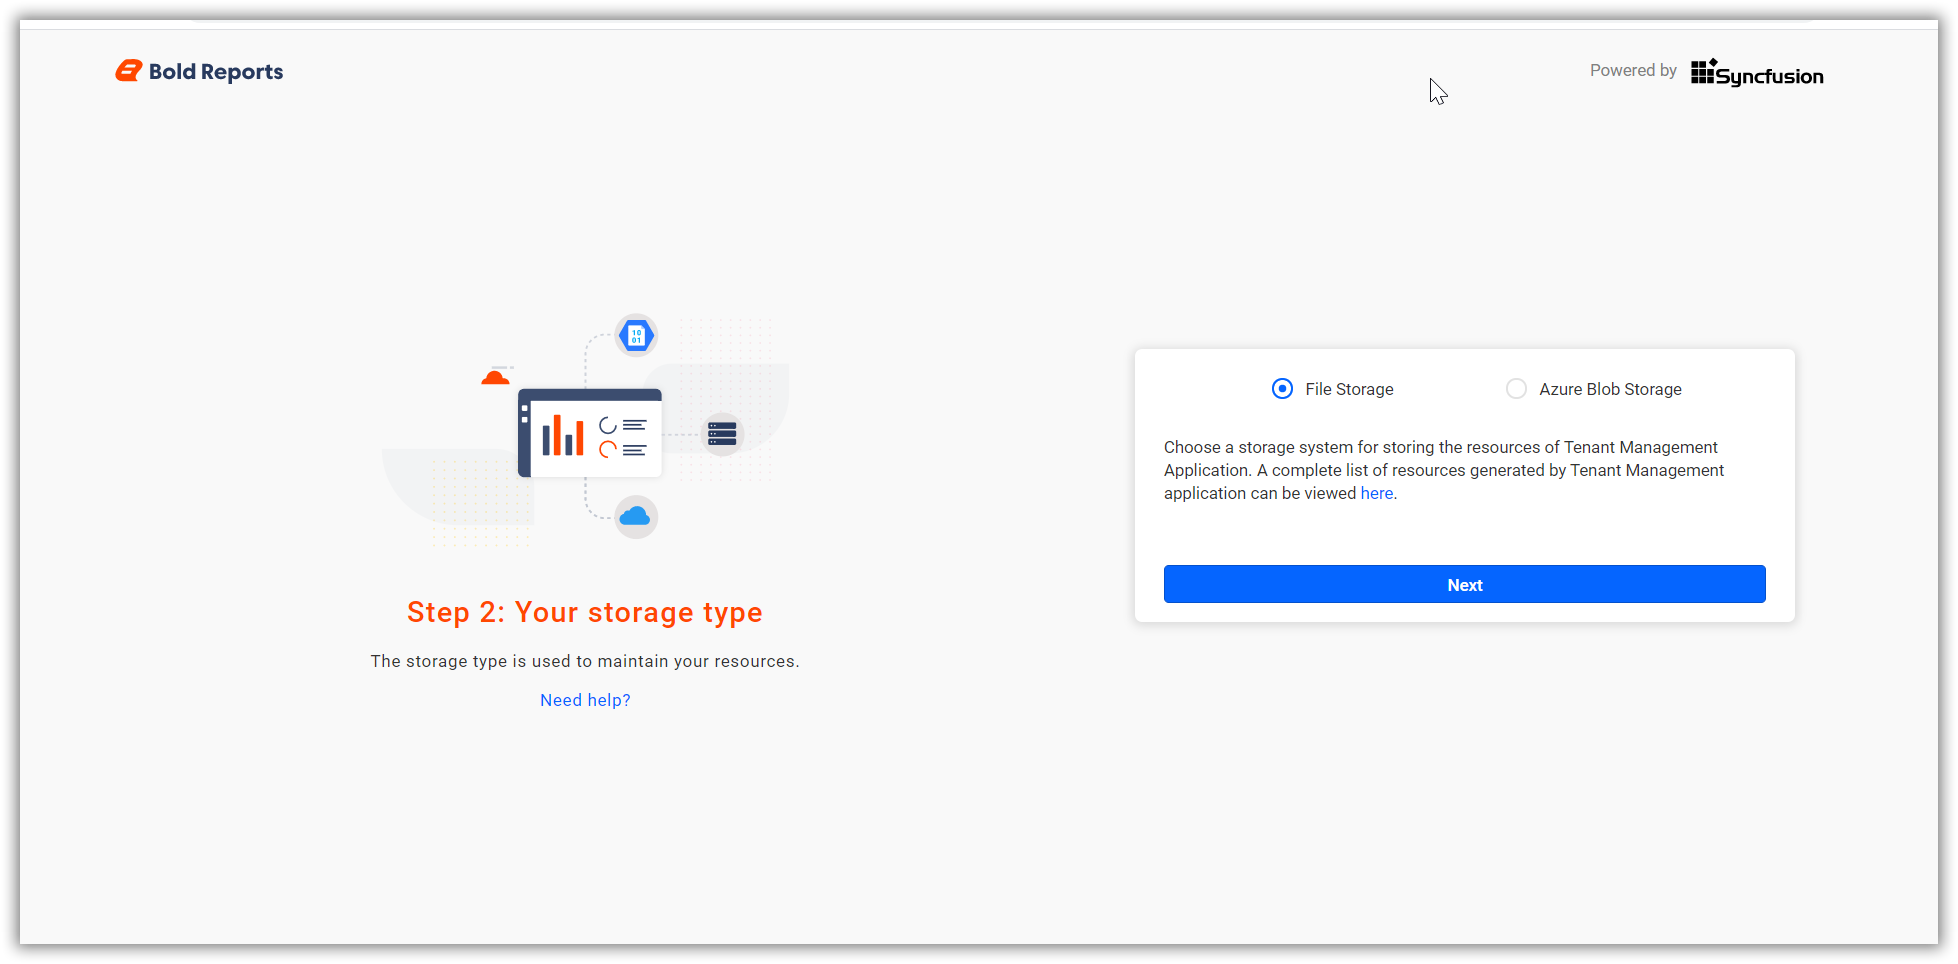 Bold Reports
Powered by Syncfusion
10
01
Step 2: Your storage type
The storage type is used to maintain your resources.
Need help?
File Storage
Azure Blob Storage
Choose a storage system for storing the resources of Tenant Management
Application. A complete list of resources generated by Tenant Management
application can be viewed here.
Next